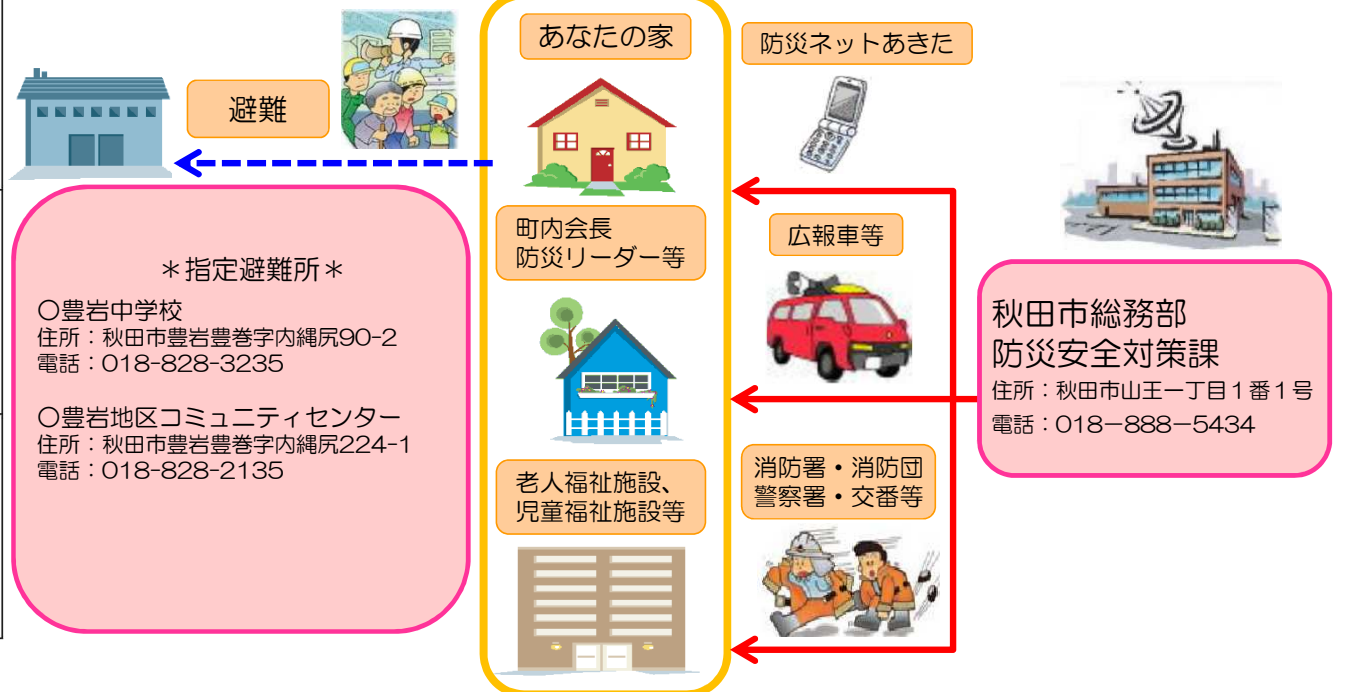 避難
＊指定避難所＊
〇豊岩中学校
住所：秋田市豊岩豊巻字内縄尻90-2
電話：018-828-3235
〇豊岩地区コミュニティセンター
住所：秋田市豊岩豊巻字内縄尻224-1
電話：018-828-2135
あなたの家
町内会長
防災リーダー等
老人福祉施設、
児童福祉施設等
防災ネットあきた
広報車等
消防署・消防団
警察署・交番等
秋田市総務部
防災安全対策課
住所：秋田市山王一丁目１番１号
電話：018－888－5434